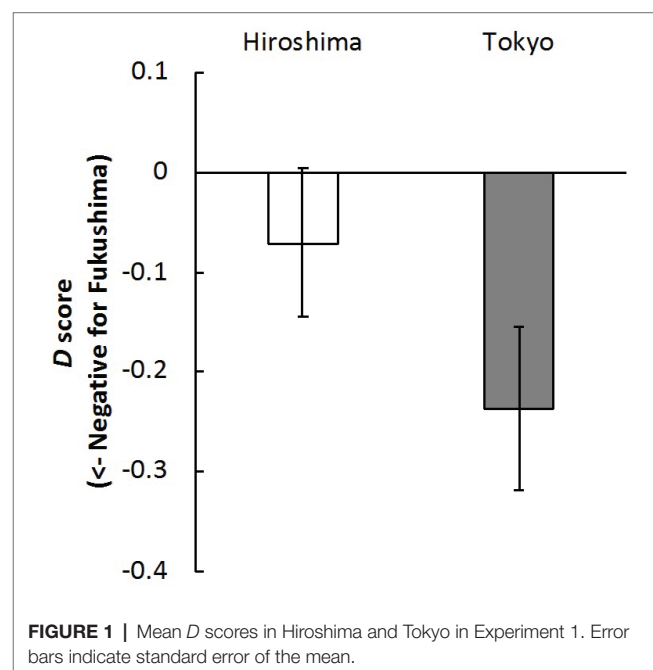 Hiroshima Tokyo
0.1
0
-0.1
-0.2
-0.3
-0.4
D score
(<- Negative for Fukushima)
FIGURE 1 | Mean D scores in Hiroshima and Tokyo in Experiment 1. Error
bars indicate standard error of the mean.